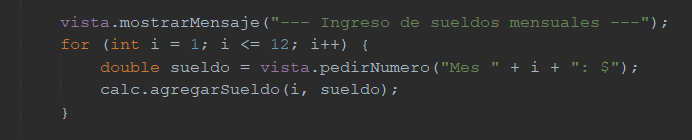 vista.mostrarMensaje("--- Ingreso de sueldos mensuales ---");
for (int i = 1; i <= 12; i++) {
double sueldo = vista.pedirNumero("Mes " + i + ": $");
calc.agregarSueldo(i, sueldo);
}